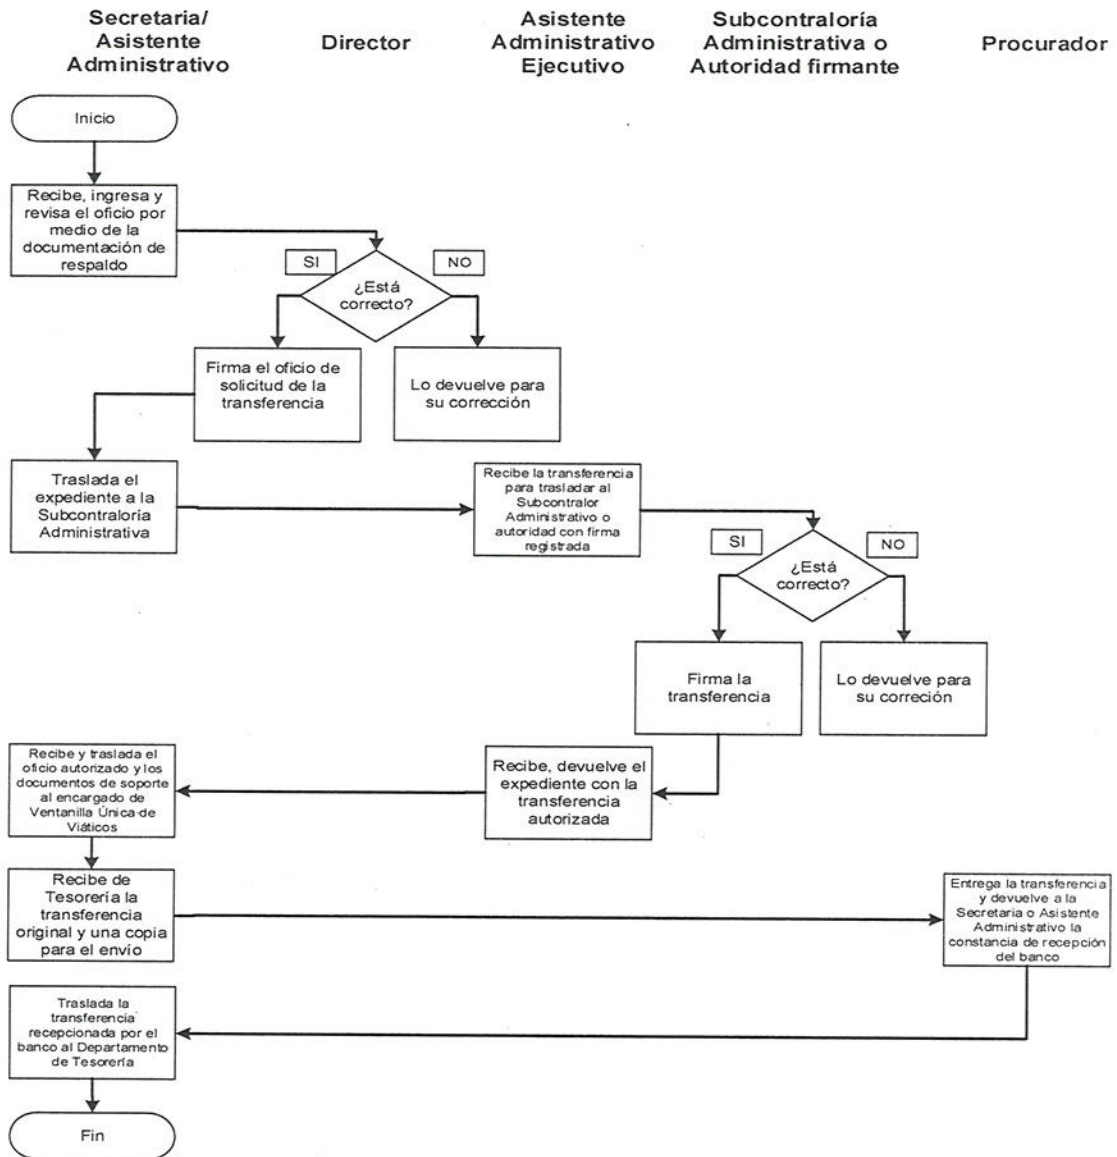 Secretaria/
Asistente
Administrativo
Director
Asistente
Administrativo
Ejecutivo
Subcontraloría
Administrativa o
Autoridad firmante
Procurador
Inicio
Recibe, ingresa y
revisa el oficio por
medio de la
documentación de
respaldo
SI
NO
¿Está
correcto?
Firma el oficio de
solicitud de la
transferencia
Lo devuelve para
su corrección
Traslada el
expediente a la
Subcontraloría
Administrativa
Recibe la transferencia
para trasladar al
Subcontralor
Administrativo o
autoridad con firma
registrada
SI
NO
¿Está
correcto?
Firma la
transferencia
Lo devuelve para
su correción
Recibe y traslada el
oficio autorizado y los
documentos de soporte
al encargado de
Ventanilla Única de
Viáticos
Recibe, devuelve el
expediente con la
transferencia
autorizada
Recibe de
Tesorería la
transferencia
original y una copia
para el envío
Entrega la transferencia
y devuelve a la
Secretaria o Asistente
Administrativo la
constancia de recepción
del banco
Traslada la
transferencia
recepcionada por el
banco al Departamento
de Tesorería
Fin